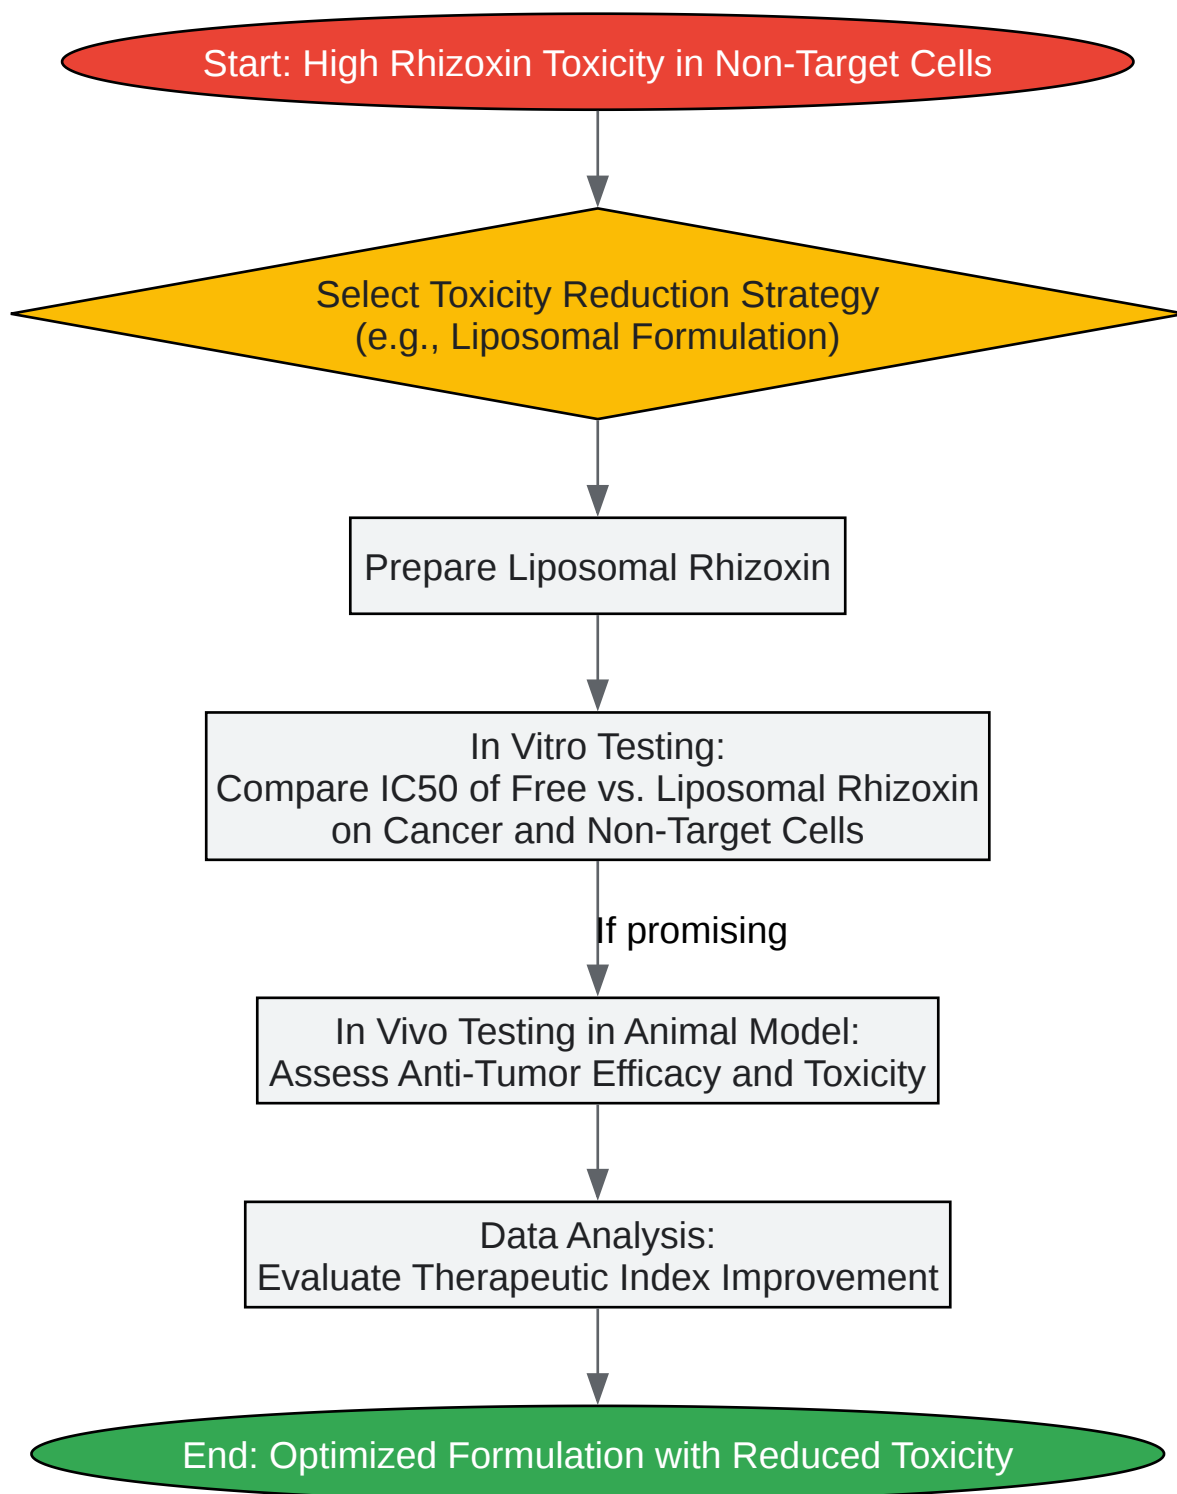 Start: High Rhizoxin Toxicity in Non-Target Cells
Select Toxicity Reduction Strategy
(e.g., Liposomal Formulation)
Prepare Liposomal Rhizoxin
In Vitro Testing:
Compare IC50 of Free vs. Liposomal Rhizoxin
on Cancer and Non-Target Cells
If promising
In Vivo Testing in Animal Model:
Assess Anti-Tumor Efficacy and Toxicity
Data Analysis:
Evaluate Therapeutic Index Improvement
End: Optimized Formulation with Reduced Toxicity